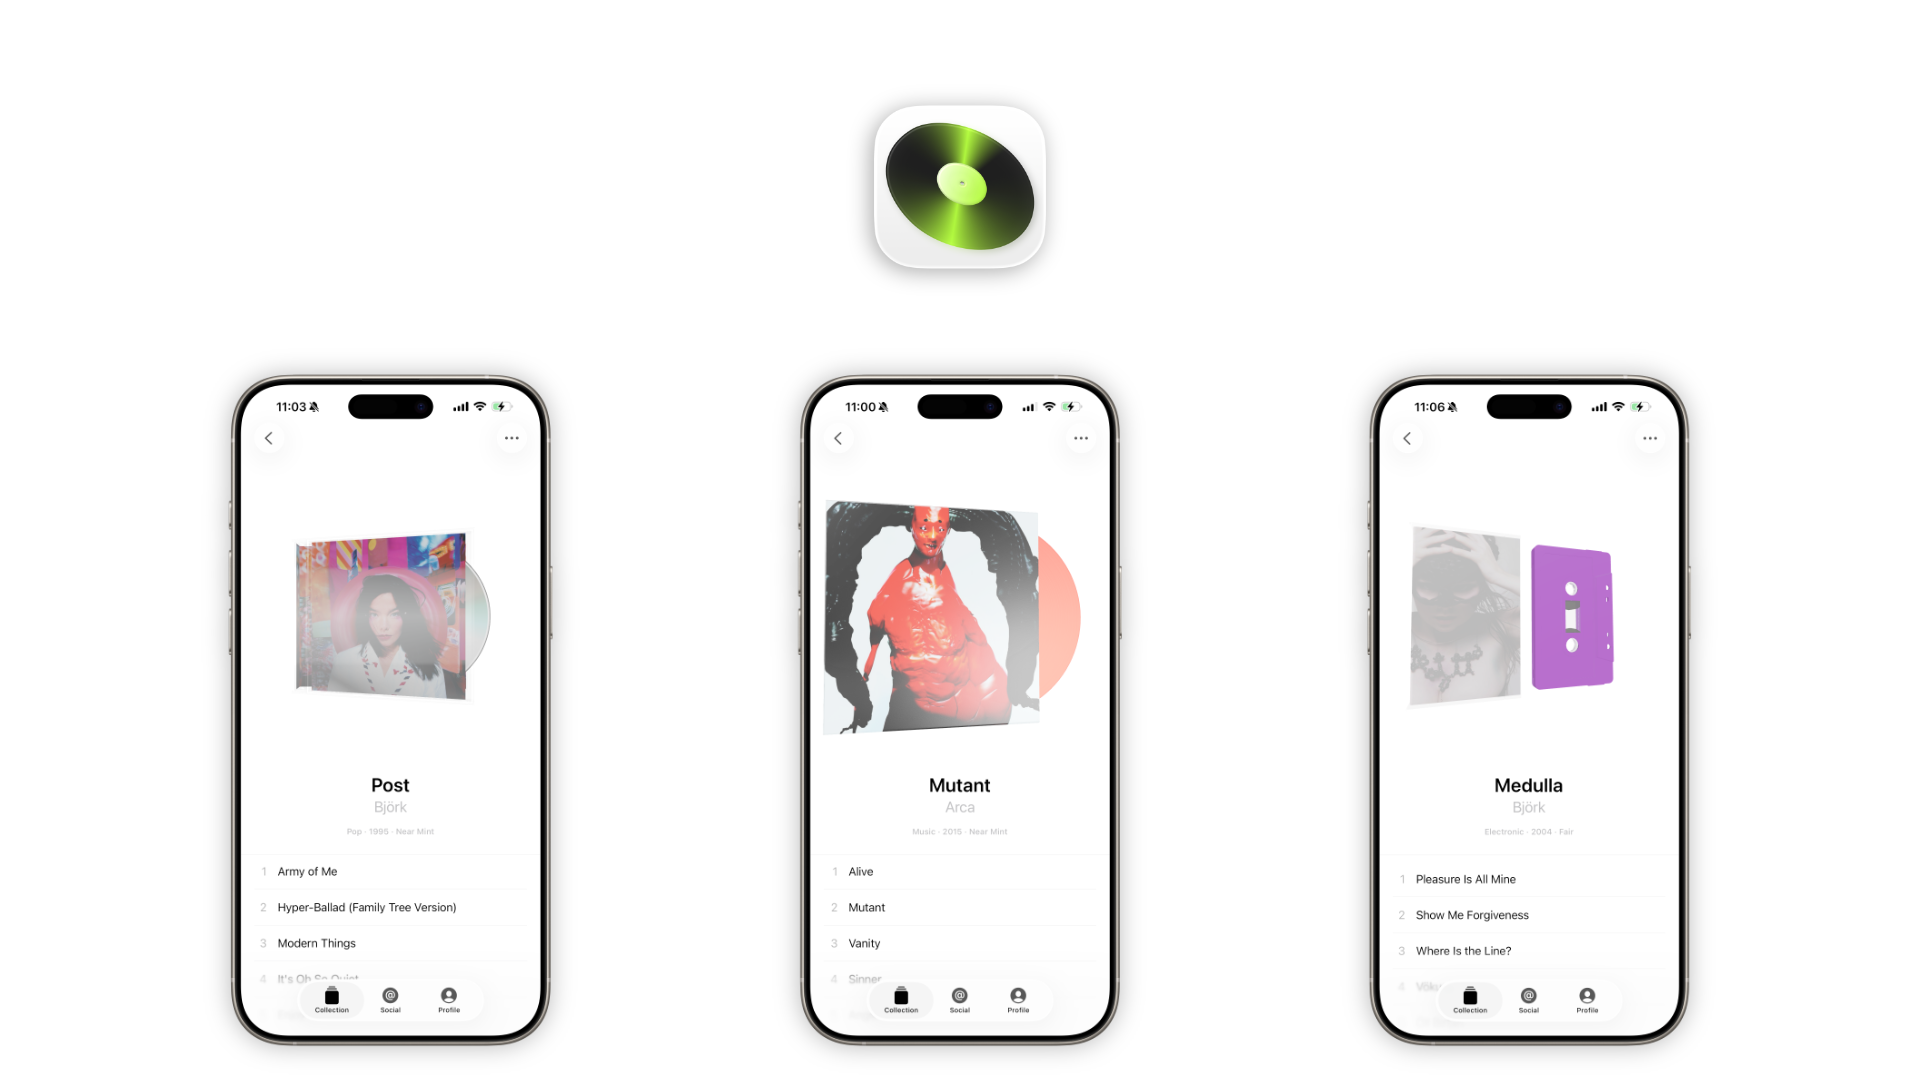 11:03
Post
Björk
Pop · 1995 · Near Mint
1 Army of Me
2 Hyper-Ballad (Family Tree Version)
3 Modern Things
4 It's Oh So Quiet
Collection
Social
Profile
11:00
Mutant
Arca
Music · 2015 · Near Mint
1 Alive
2 Mutant
3 Vanity
4 Sinner
Collection
Social
Profile
11:06
Medulla
Björk
Electronic · 2004 · Fair
1 Pleasure Is All Mine
2 Show Me Forgiveness
3 Where Is the Line?
4
Collection
Social
Profile